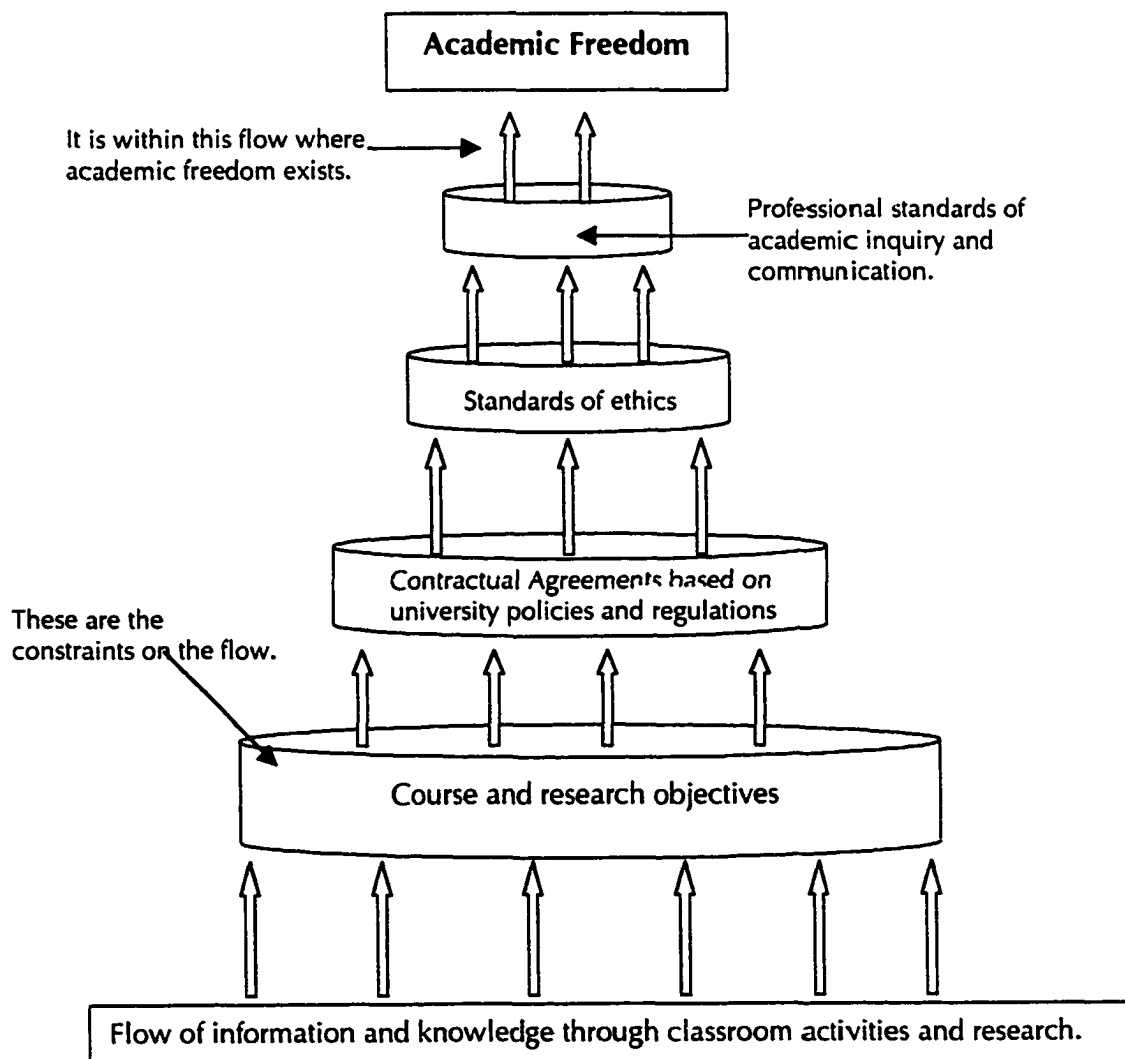 Academic Freedom
It is within this flow where
academic freedom exists.
Professional standards of
academic inquiry and
communication.
Standards of ethics
Contractual Agreements based on
university policies and regulations
These are the
constraints on the flow.
Course and research objectives
Flow of information and knowledge through classroom activities and research.